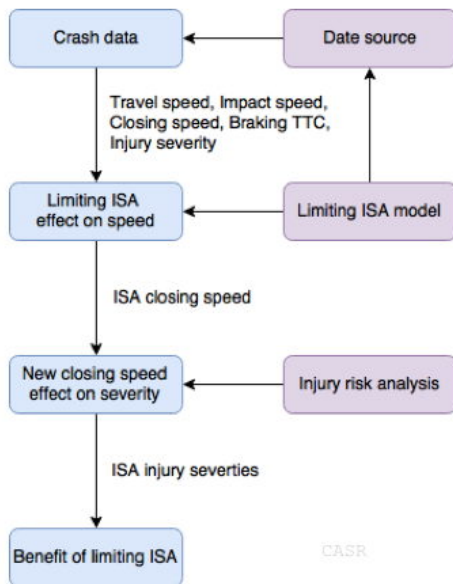 Crash data
Date source
Travel speed, Impact speed,
Closing speed, Braking TTC,
Injury severity
Limiting ISA
effect on speed
Limiting ISA model
ISA closing speed
New closing speed
effect on severity
Injury risk analysis
ISA injury severties
Benefit of limiting ISA
CASR